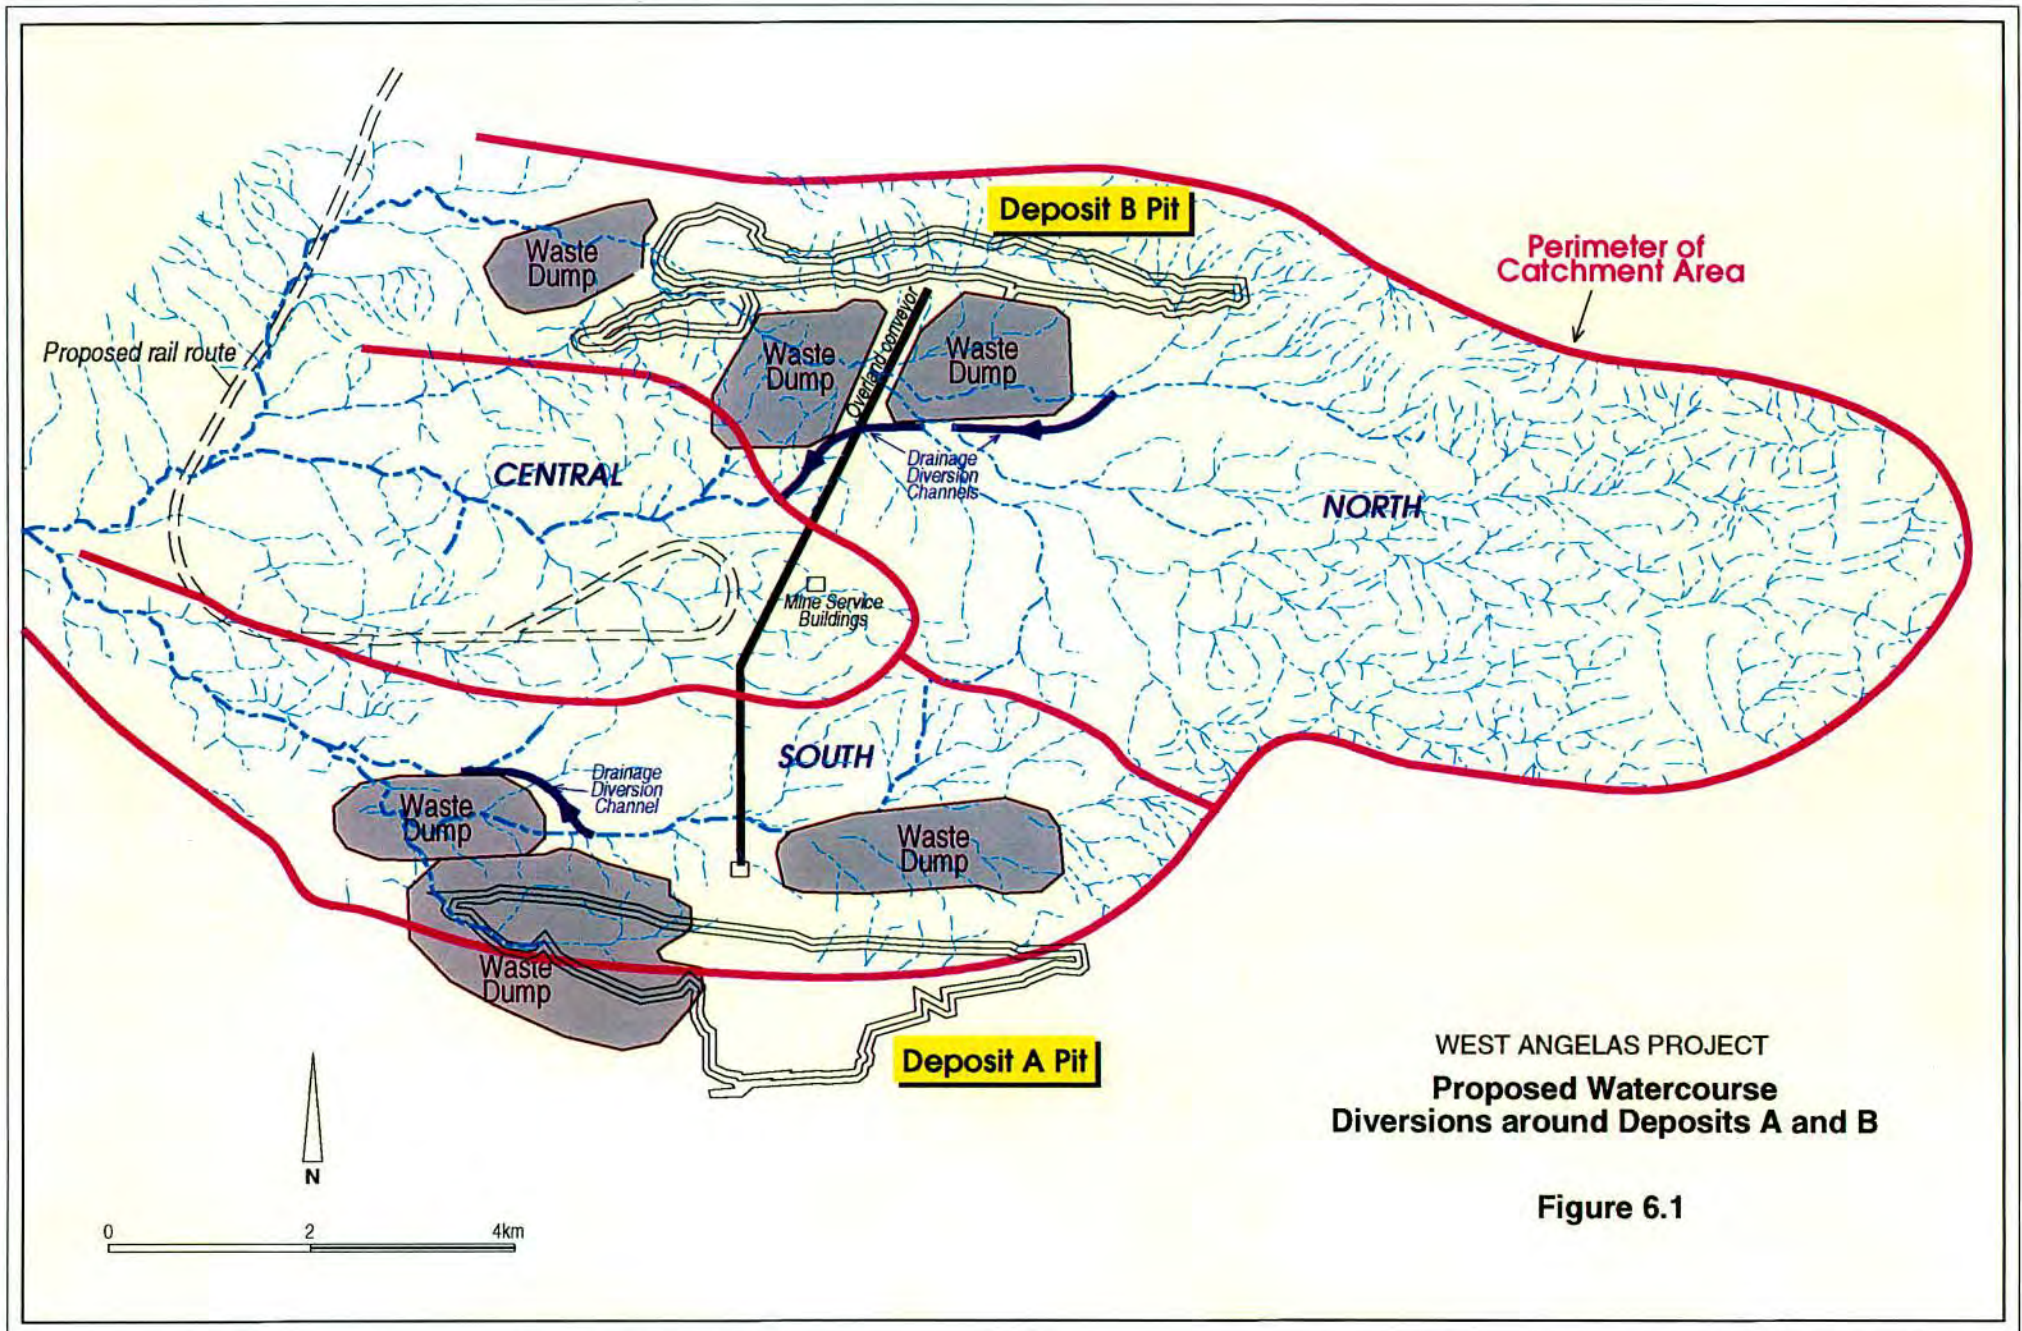 Deposit B Pit
Waste
Dump
Perimeter of
Catchment Area
Proposed rail route
Waste
Dump
Overland conveyor
Waste
Dump
CENTRAL
Drainage
Diversion
Channels
NORTH
Mine Service
Buildings
SOUTH
Drainage
Diversion
Channel
Waste
Dump
Waste
Dump
Waste
Dump
Deposit A Pit
WEST ANGELAS PROJECT
Proposed Watercourse
Diversions around Deposits A and B
Figure 6.1
N
0 2 4km